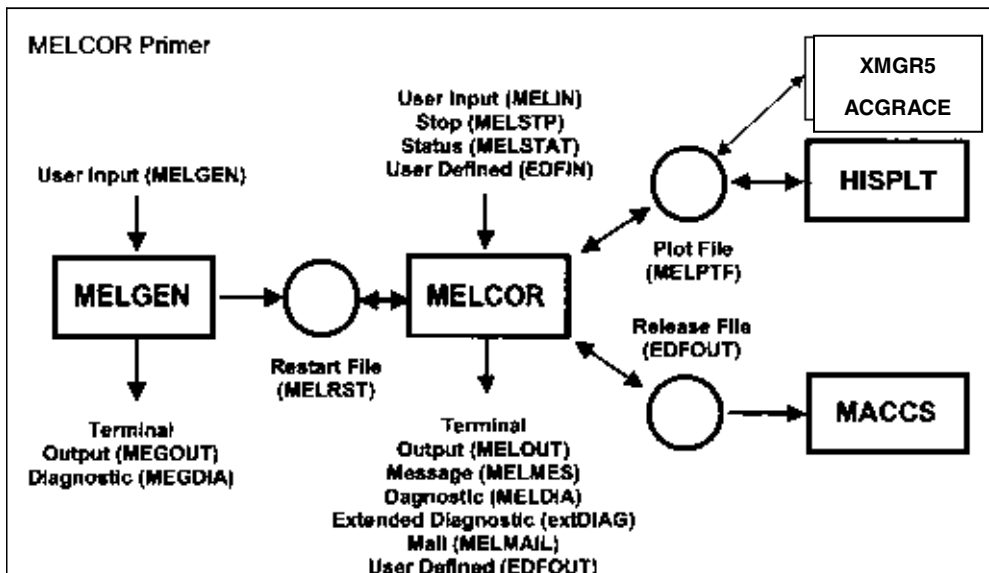 MELCOR Primer
XMGR5
ACGRACE
User Input (MELIN)
Stop (MELSTP)
Status (MELSTAT)
User Defined (EDFIN)
User Input (MELGEN)
HISPLT
Plot File
(MELPTF)
MELGEN
MELCOR
Restart File
(MELRST)
Release File
(EDFOUT)
MACCS
Terminal
Output (MEGOUT)
Diagnostic (MEGDIA)
Terminal
Output (MELOUT)
Message (MELMES)
Dagnostic (MELDIA)
Extended Diagnostic (extDIAG)
Mail (MELMAIL)
User Defined (EDFOUT)